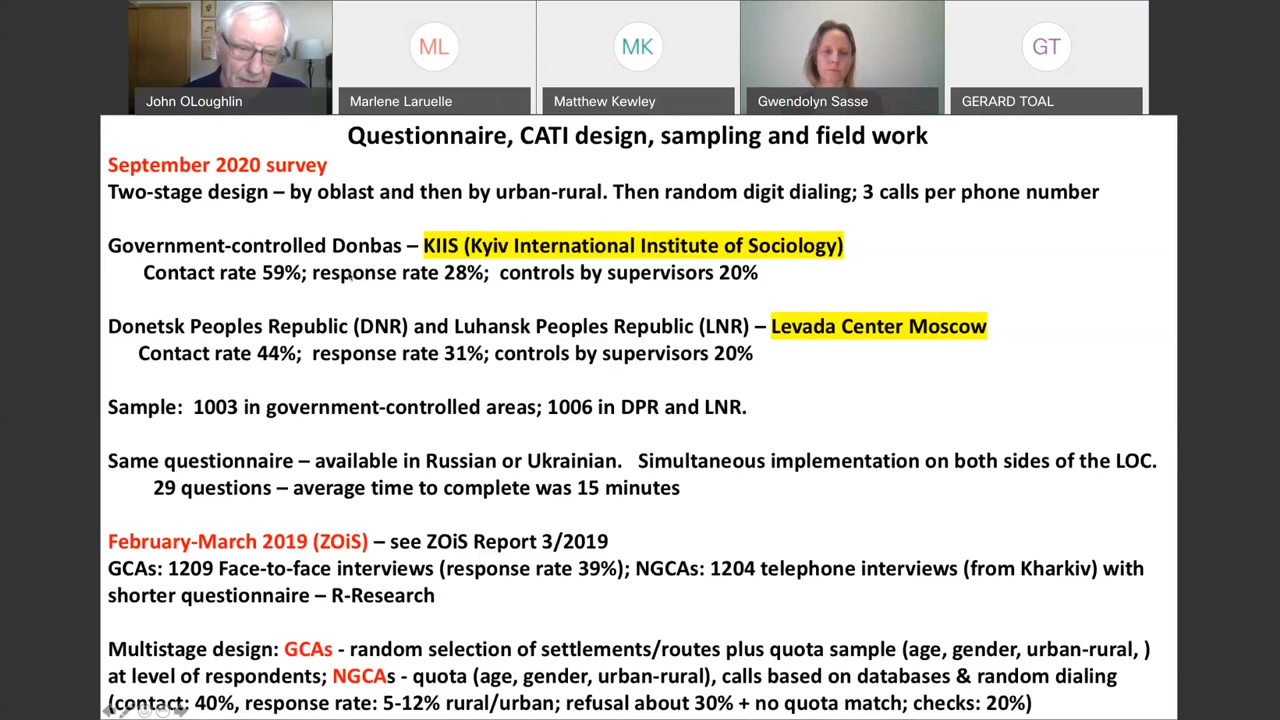 ML
MK
GT
John OLoughlin
Marlene Laruelle
Matthew Kewley
Gwendolyn Sasse
GERARD TOAL
Questionnaire, CATI design, sampling and field work
September 2020 survey
Two-stage design – by oblast and then by urban-rural. Then random digit dialing; 3 calls per phone number
Government-controlled Donbas – KIIS (Kyiv International Institute of Sociology)
Contact rate 59%; response rate 28%; controls by supervisors 20%
Donetsk Peoples Republic (DNR) and Luhansk Peoples Republic (LNR) – Levada Center Moscow
Contact rate 44%; response rate 31%; controls by supervisors 20%
Sample: 1003 in government-controlled areas; 1006 in DPR and LNR.
Same questionnaire – available in Russian or Ukrainian. Simultaneous implementation on both sides of the LOC.
29 questions – average time to complete was 15 minutes
February-March 2019 (ZOiS) – see ZOiS Report 3/2019
GCAs: 1209 Face-to-face interviews (response rate 39%); NGCAs: 1204 telephone interviews (from Kharkiv) with
shorter questionnaire – R-Research
Multistage design: GCAs - random selection of settlements/routes plus quota sample (age, gender, urban-rural, )
at level of respondents; NGCAs - quota (age, gender, urban-rural), calls based on databases & random dialing
(contact: 40%, response rate: 5-12% rural/urban; refusal about 30% + no quota match; checks: 20%)